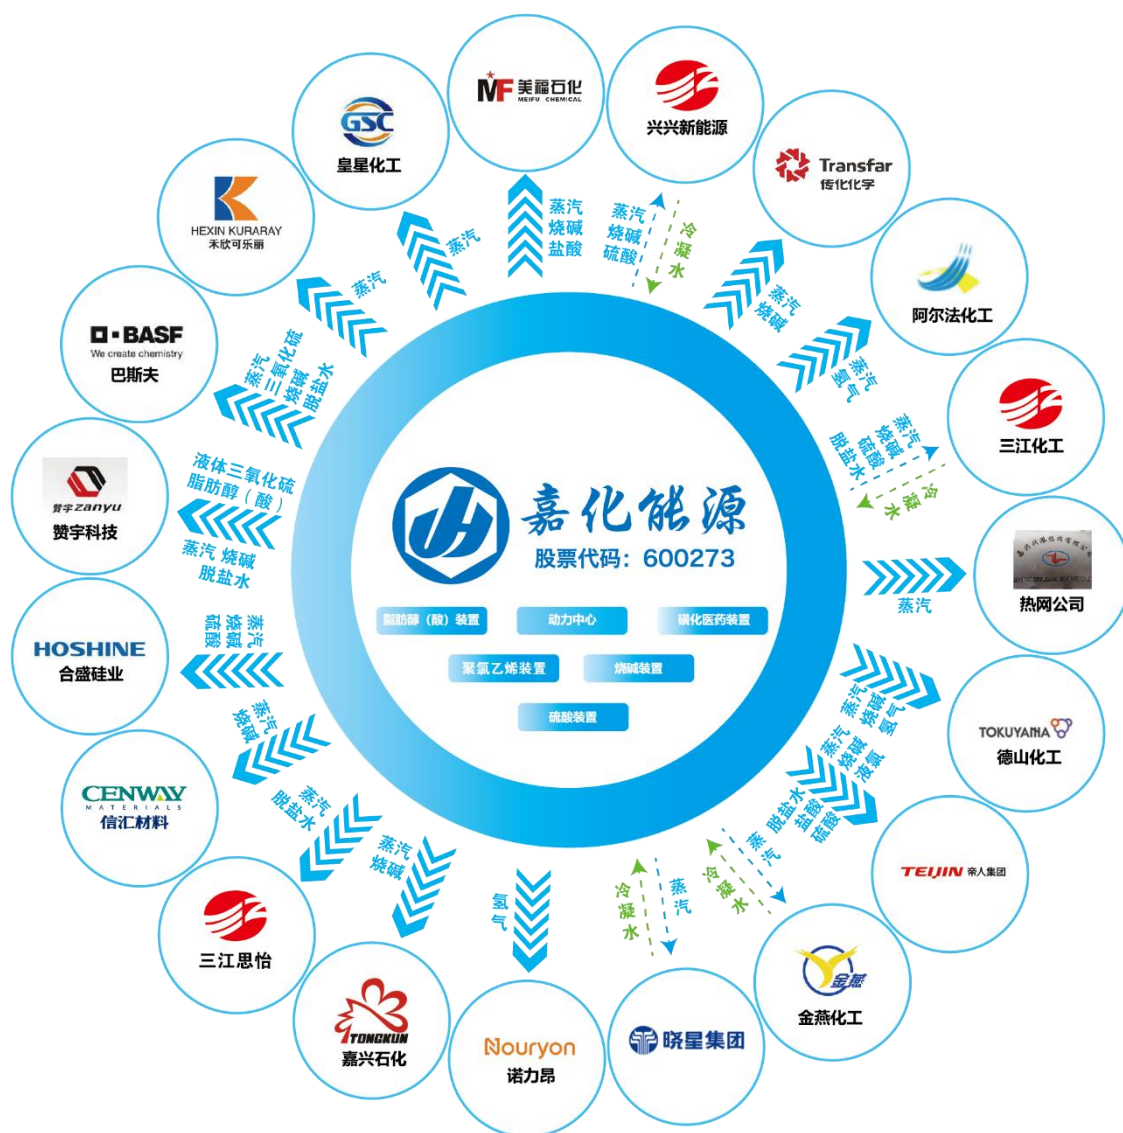 MF 美福石化
MEIFU CHEMICAL
兴兴新能源
Transfar
传化化学
阿尔法化工
三江化工
热网公司
TOKUYAMA
德山化工
TEIJIN 帝人集团
金燕
金燕化工
晓星集团
Nouryon
诺力昂
TONGKUN
嘉兴石化
三江思怡
CENWAY
MATERIALS
信汇材料
HOSHINE
合盛硅业
赞宇 zanyu
赞宇科技
BASF
We create chemistry
巴斯夫
HEXIN KURARAY
禾欣可乐丽
GSC
皇星化工
蒸汽
烧碱
盐酸
蒸汽
烧碱
硫酸
冷凝水
蒸汽
烧碱
蒸汽
氢气
蒸汽
烧碱
硫酸
脱盐水
冷凝水
蒸汽
蒸汽
烧碱
氢气
蒸汽
烧碱
液氯
脱盐水
盐酸
硫酸
蒸汽
冷凝水
蒸汽
冷凝水
氢气
蒸汽
烧碱
蒸汽
脱盐水
蒸汽
烧碱
蒸汽
烧碱
硫酸
液体三氧化硫
脂肪醇（酸）
蒸汽 烧碱
脱盐水
蒸汽
三氧化硫
烧碱
脱盐水
蒸汽
蒸汽
嘉化能源
股票代码：600273
脂肪醇（酸）装置
动力中心
磺化医药装置
聚氯乙烯装置
烧碱装置
硫酸装置